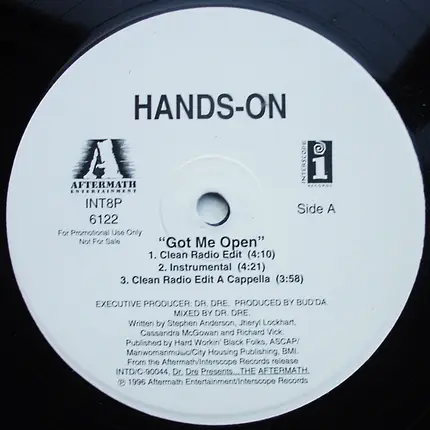 HANDS-ON
A
AFTERMATH
ENTERTAINMENT
INT8P
6122
For Promotional Use Only
Not For Sale
INTERSCOPE
RECORDS
i
Side A
"Got Me Open"
1. Clean Radio Edit (4:10)
2. Instrumental (4:21)
3. Clean Radio Edit A Cappella (3:58)
EXECUTIVE PRODUCER: DR. DRE. PRODUCED BY BUD'DA.
MIXED BY DR. DRE.
Written by Stephen Anderson, Jheryl Lockhart,
Cassandra McGowan and Richard Vick.
Published by Hard Workin' Black Folks, ASCAP/
Manwomanmusic/City Housing Publishing, BMI.
From the Aftermath/Interscope Records release
INTD/C-90044, Dr. Dre Presents...THE AFTERMATH.
℗ 1996 Aftermath Entertainment/Interscope Records